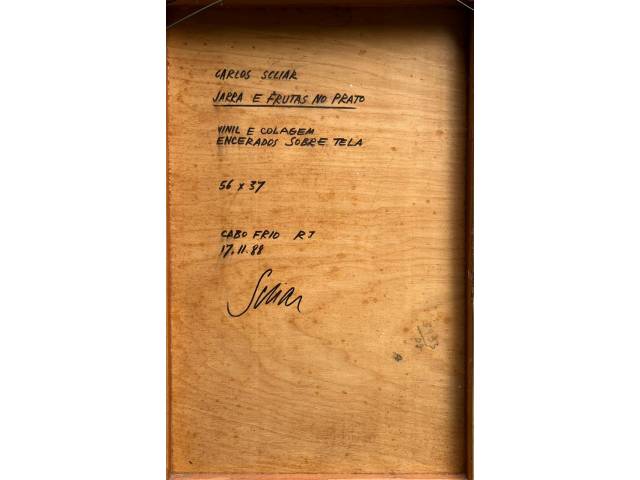 CARLOS SCLIAR
JARRA E FRUTAS NO PRATO
VINIL E COLAGEM
ENCERADOS SOBRE TELA
56 x 37
CABO FRIO RJ
17.11.88
Scliar